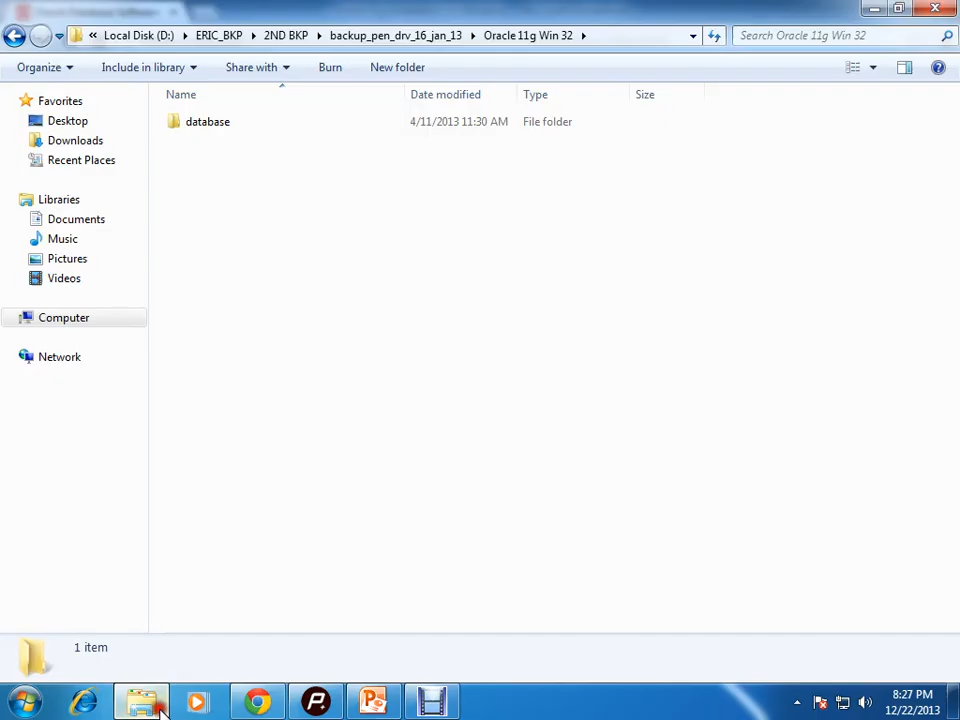 « Local Disk (D:) ▸ ERIC_BKP ▸ 2ND BKP ▸ backup_pen_drv_16_jan_13 ▸ Oracle 11g Win 32 ▸ Search Oracle 11g Win 32
Organize Include in library Share with Burn New folder
Name Date modified Type Size
Favorites
database 4/11/2013 11:30 AM File folder
Desktop
Downloads
Recent Places
Libraries
Documents
Music
Pictures
Videos
Computer
Network
1 item
8:27 PM
12/22/2013